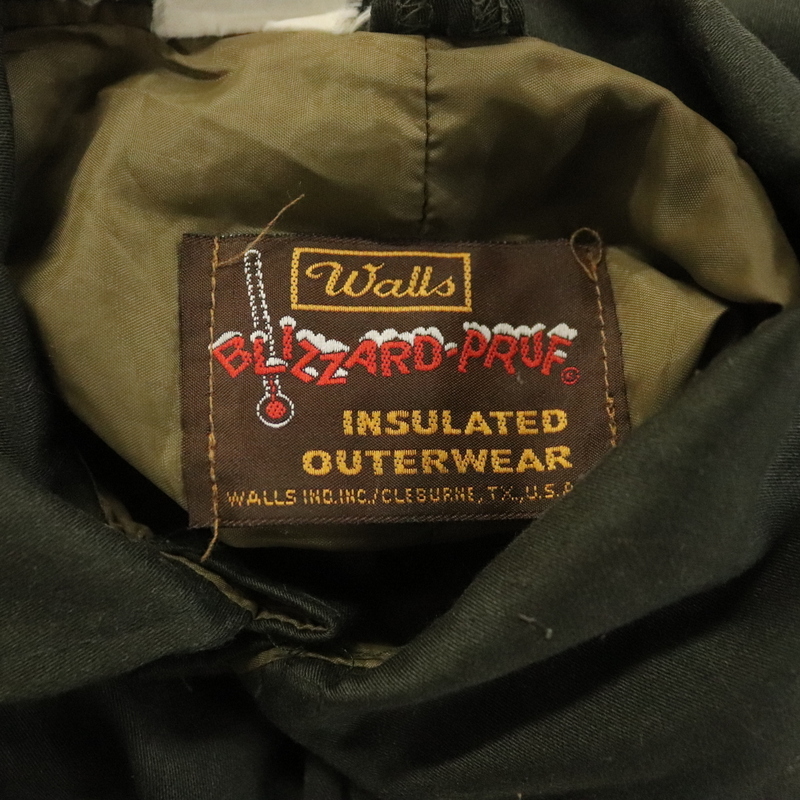 Walls
BLIZZARD-PRUF ©
INSULATED
OUTERWEAR
WALLS IND.INC./CLEBURNE, TX., U.S.A